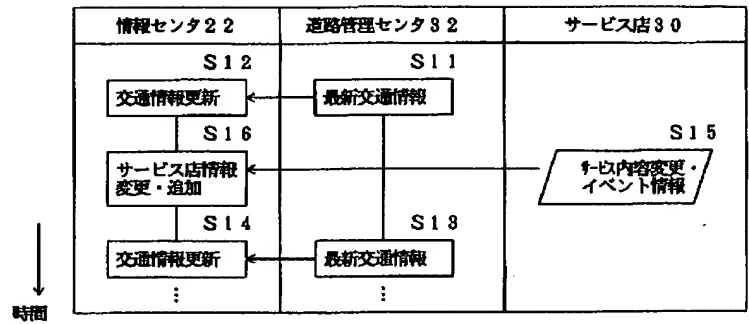 情報センタ22 道路管理センタ32 サービス店30
S12 S11
交通情報更新 最新交通情報
S16 S15
サービス店情報 サービス内容変更・
変更・追加 イベント情報
S14 S13
交通情報更新 最新交通情報
⋮ ⋮
時間